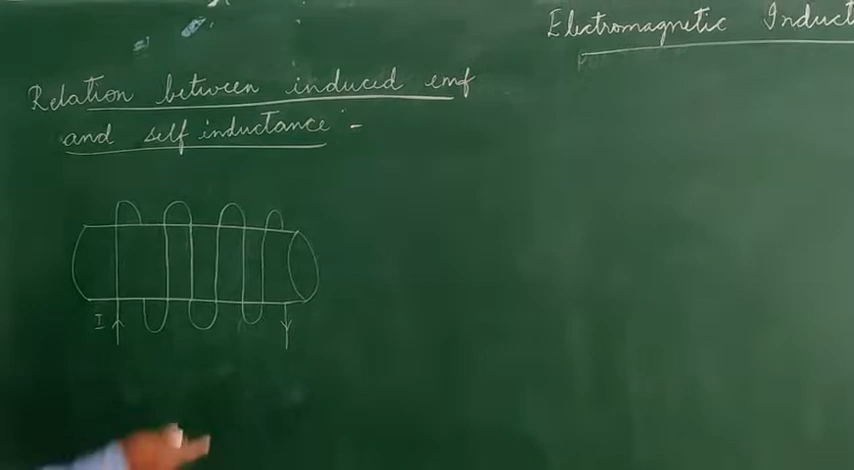 Electromagnetic Induct
Relation between induced emf
and self inductance :-
I